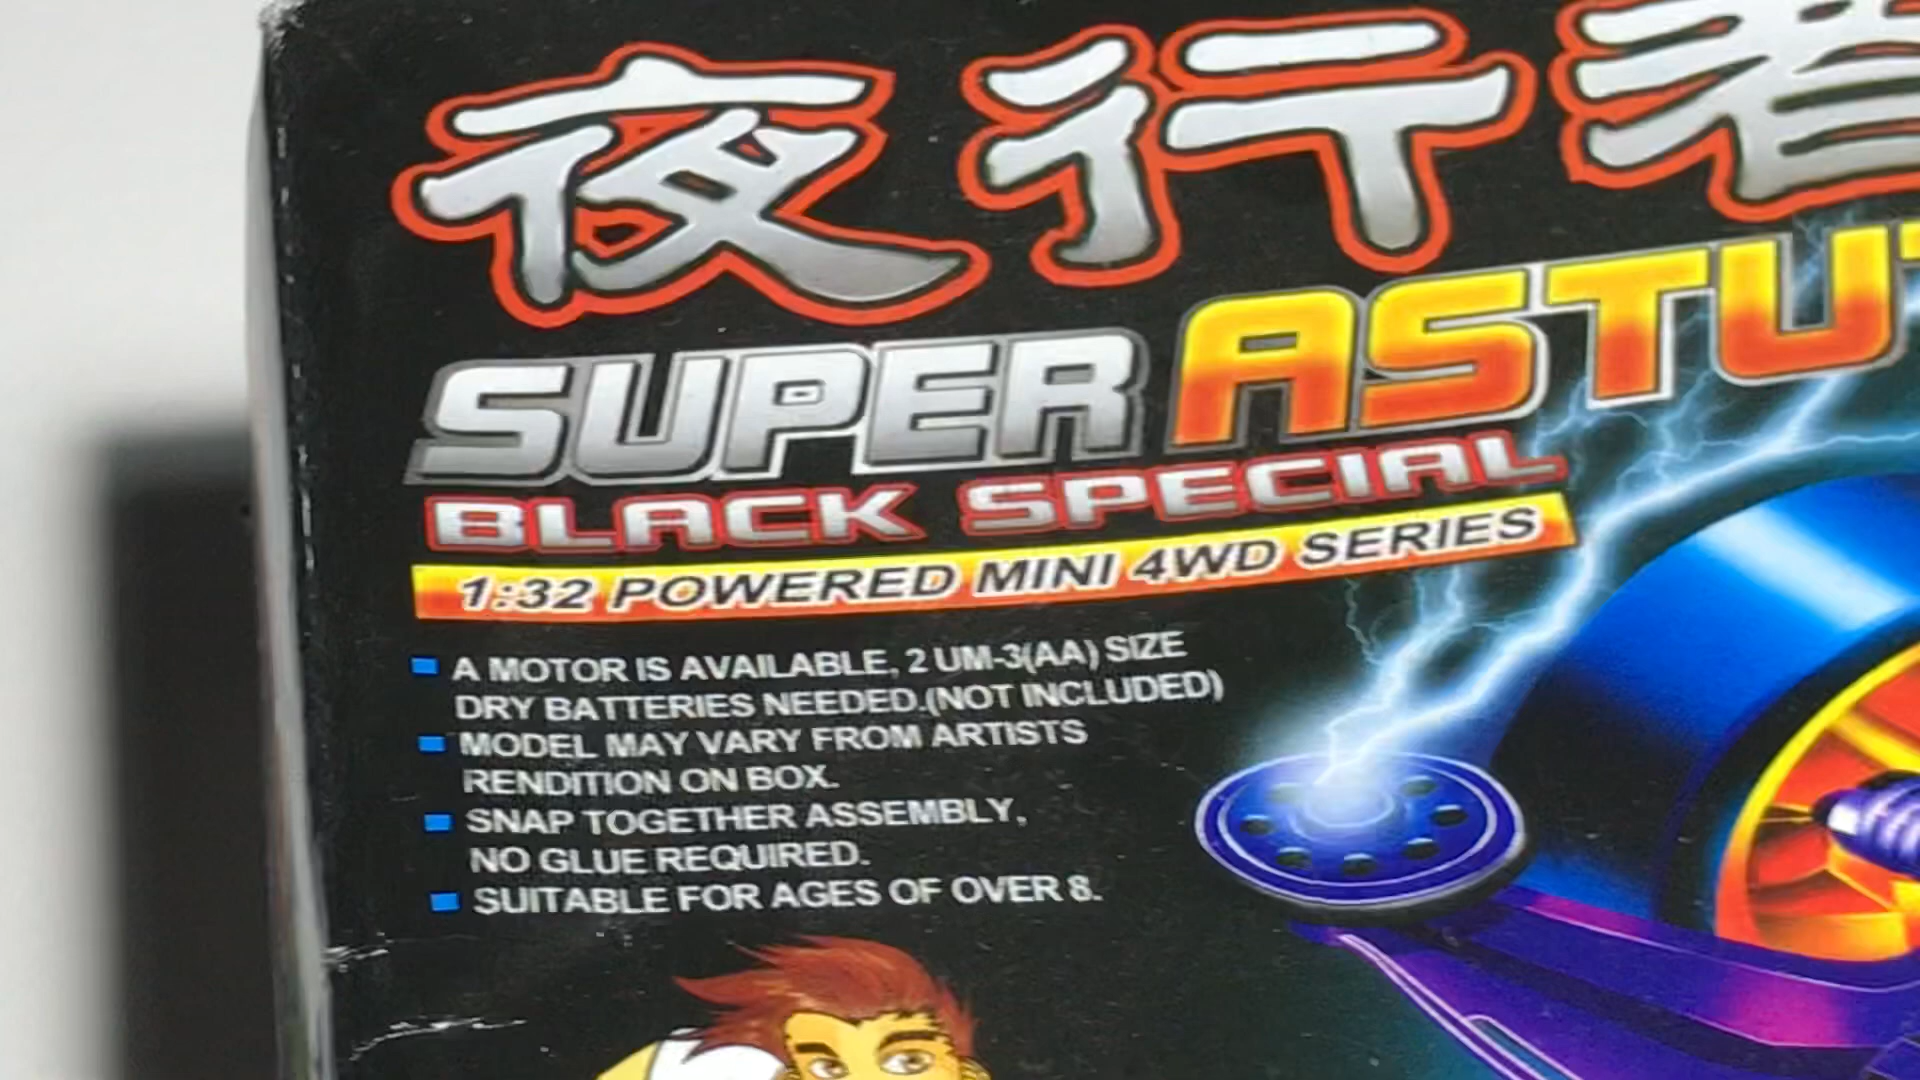 夜行者
SUPER ASTUT
BLACK SPECIAL
1:32 POWERED MINI 4WD SERIES
A MOTOR IS AVAILABLE, 2 UM-3(AA) SIZE
DRY BATTERIES NEEDED.(NOT INCLUDED)
MODEL MAY VARY FROM ARTISTS
RENDITION ON BOX.
SNAP TOGETHER ASSEMBLY,
NO GLUE REQUIRED.
SUITABLE FOR AGES OF OVER 8.